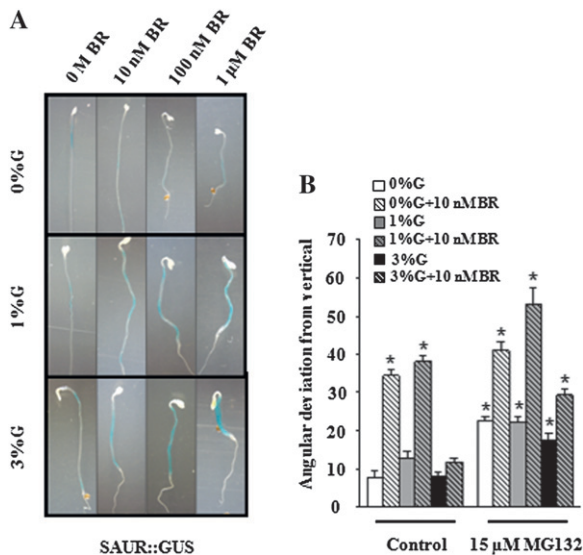 A
0 M BR
10 nM BR
100 nM BR
1 µM BR
0%G
1%G
3%G
SAUR::GUS
B
0%G
0%G+10 nMBR
1%G
1%G+10 nMBR
3%G
3%G+10 nMBR
Angular deviation from vertical
70
60
50
40
30
20
10
0
* * * * * * * *
Control
15 µM MG132